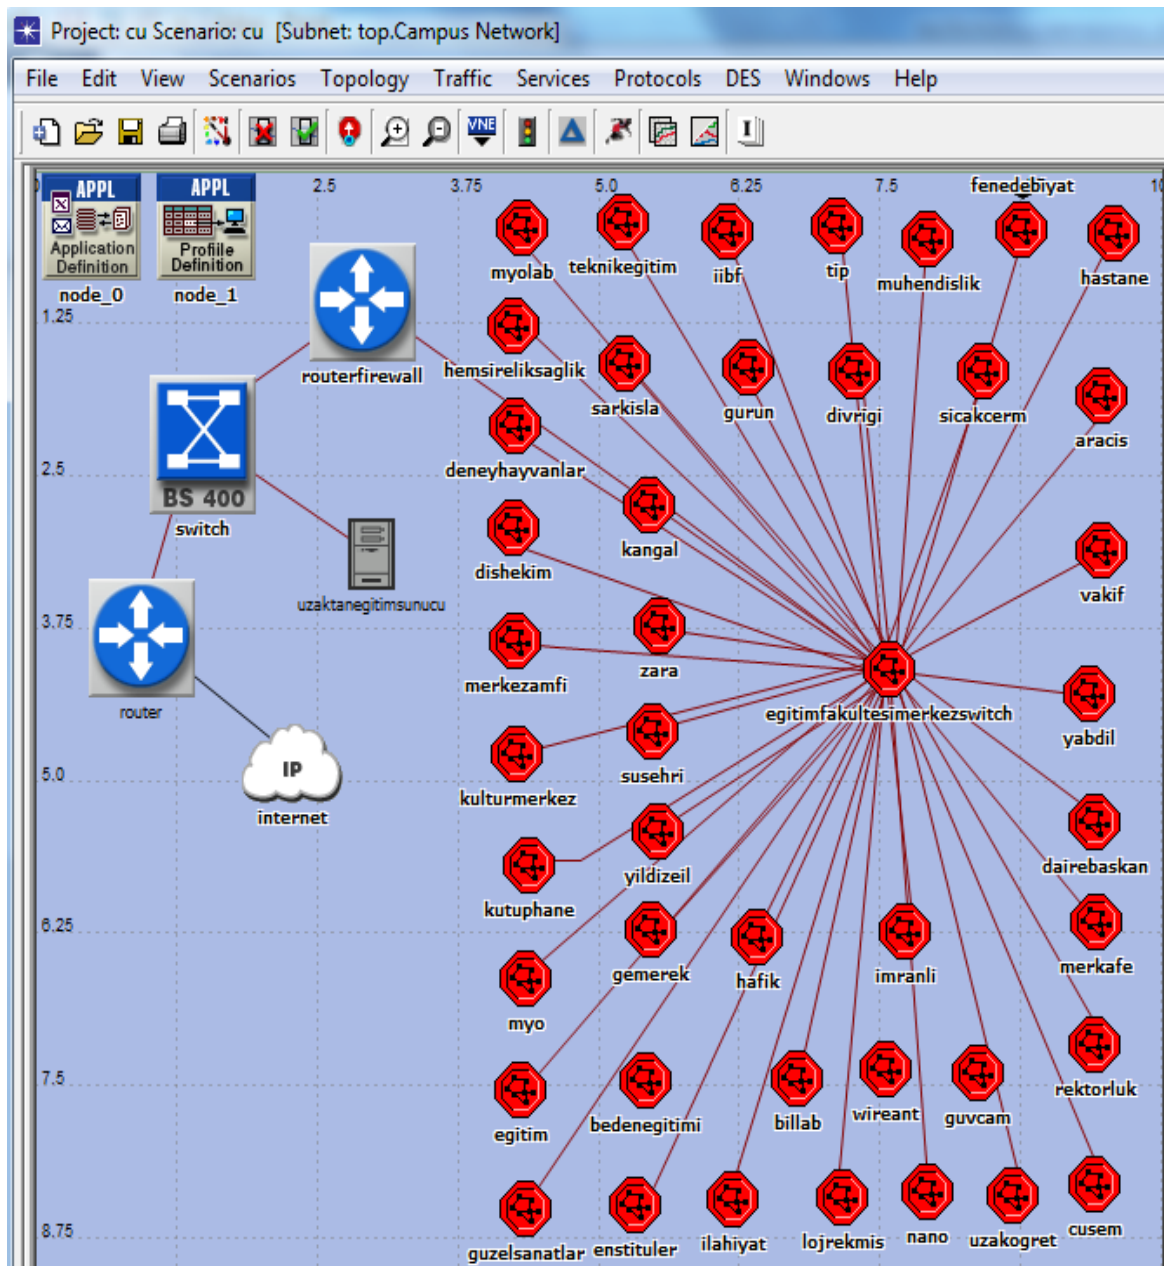 Project: cu Scenario: cu [Subnet: top.Campus Network]
File Edit View Scenarios Topology Traffic Services Protocols DES Windows Help
VNE
0 2.5 3.75 5.0 6.25 7.5 10
APPL
Application
Definition
node_0
APPL
Profiile
Definition
node_1
fenedebiyat
myolab
teknikegitim
iibf
tip
muhendislik
hastane
1.25
routerfirewall
hemsireliksaglik
sarkisla
gurun
divrigi
sicakcerm
aracis
2.5
BS 400
switch
deneyhayvanlar
kangal
dishekim
vakif
uzaktanegitimsunucu
3.75
router
merkezamfi
zara
egitimfakultesimerkezswitch
yabdil
5.0
IP
internet
kulturmerkez
susehri
yildizeil
dairebaskan
kutuphane
6.25
gemerek
hafik
imranli
merkafe
myo
7.5
egitim
bedenegitimi
billab
wireant
guvcam
rektorluk
8.75
guzelsanatlar
enstituler
ilahiyat
lojrekmis
nano
uzakogret
cusem